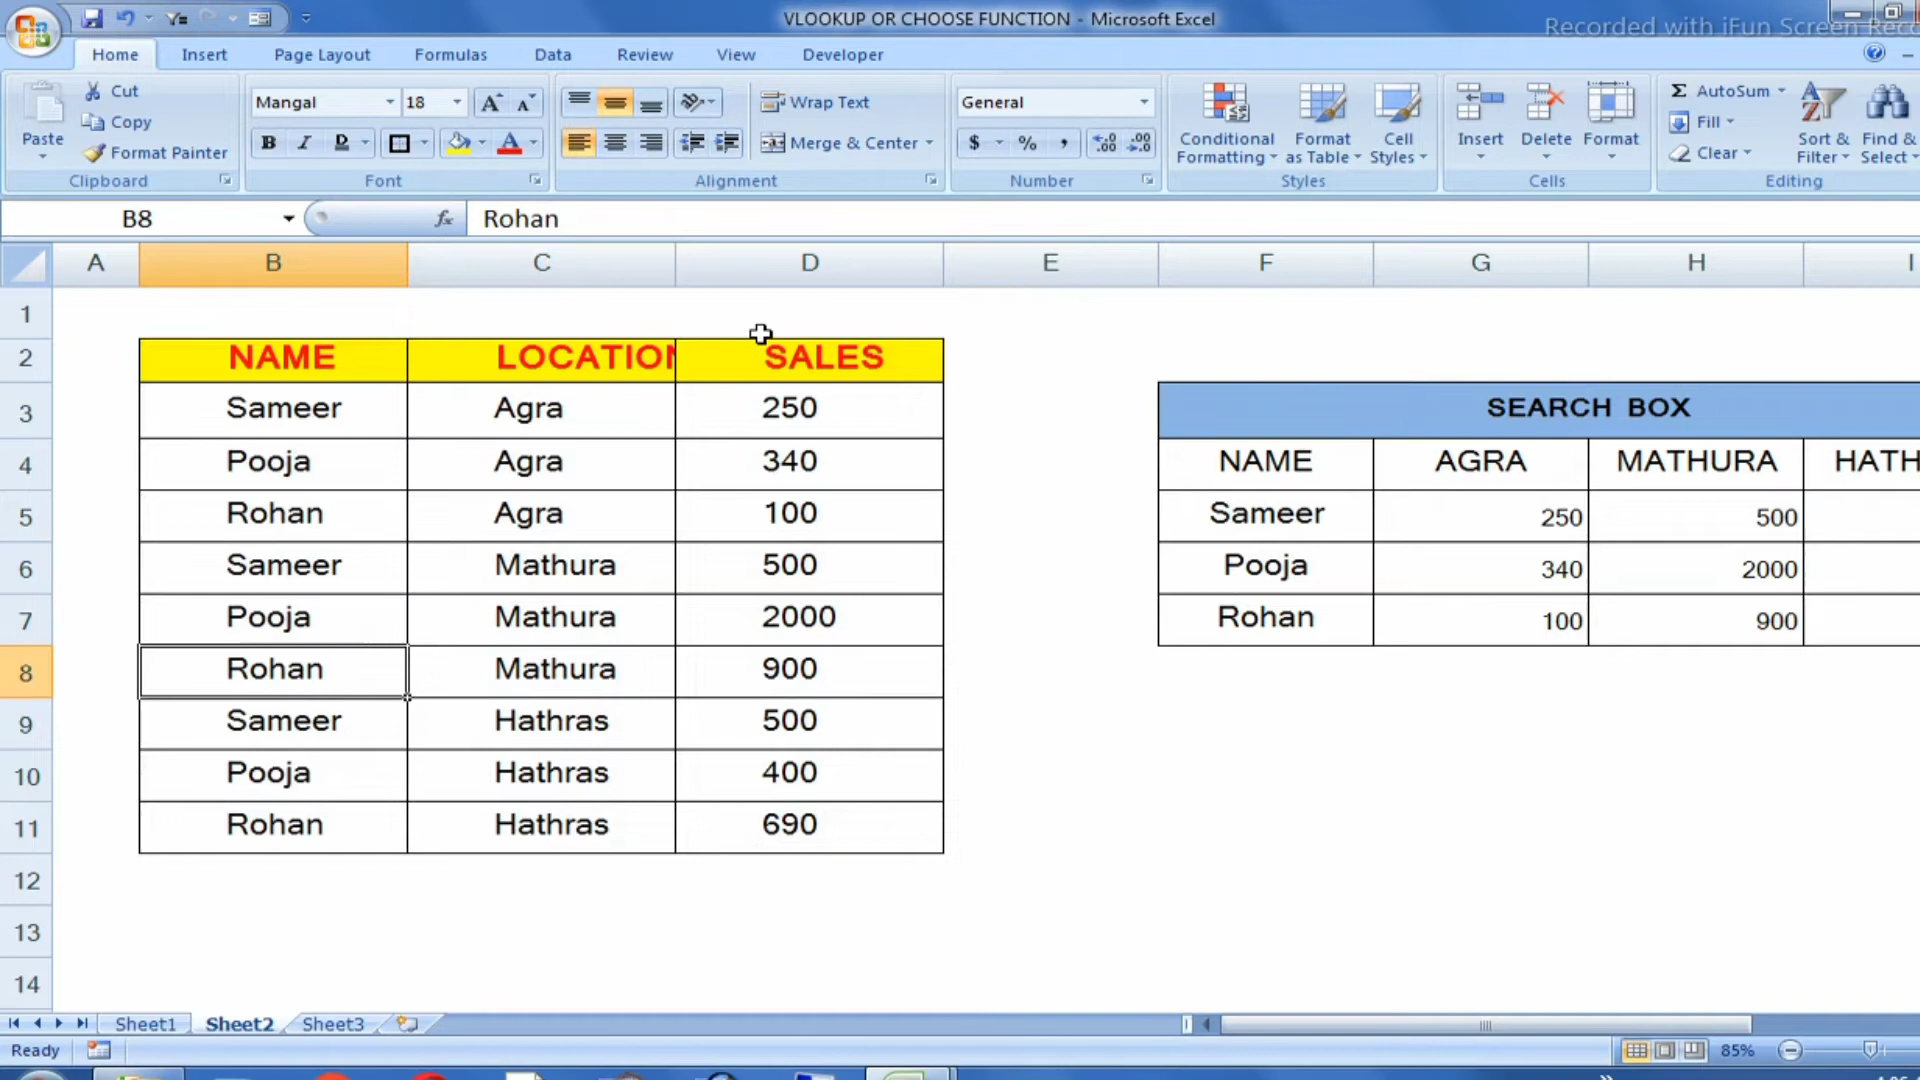 VLOOKUP OR CHOOSE FUNCTION - Microsoft Excel
Recorded with iFun Screen Reco
Home Insert Page Layout Formulas Data Review View Developer
Paste
Cut
Copy
Format Painter
Clipboard
Mangal 18
B I D
Font
Wrap Text
Merge & Center
Alignment
General
$ % ,
Number
Conditional Formatting
Format as Table
Cell Styles
Styles
Insert Delete Format
Cells
Σ AutoSum
Fill
Clear
Sort & Filter
Find & Select
Editing
B8 fx Rohan
A B C D E F G H I
1
2 NAME LOCATION SALES
3 Sameer Agra 250 SEARCH BOX
4 Pooja Agra 340 NAME AGRA MATHURA HATH
5 Rohan Agra 100 Sameer 250 500
6 Sameer Mathura 500 Pooja 340 2000
7 Pooja Mathura 2000 Rohan 100 900
8 Rohan Mathura 900
9 Sameer Hathras 500
10 Pooja Hathras 400
11 Rohan Hathras 690
12
13
14
Sheet1 Sheet2 Sheet3
Ready 85%